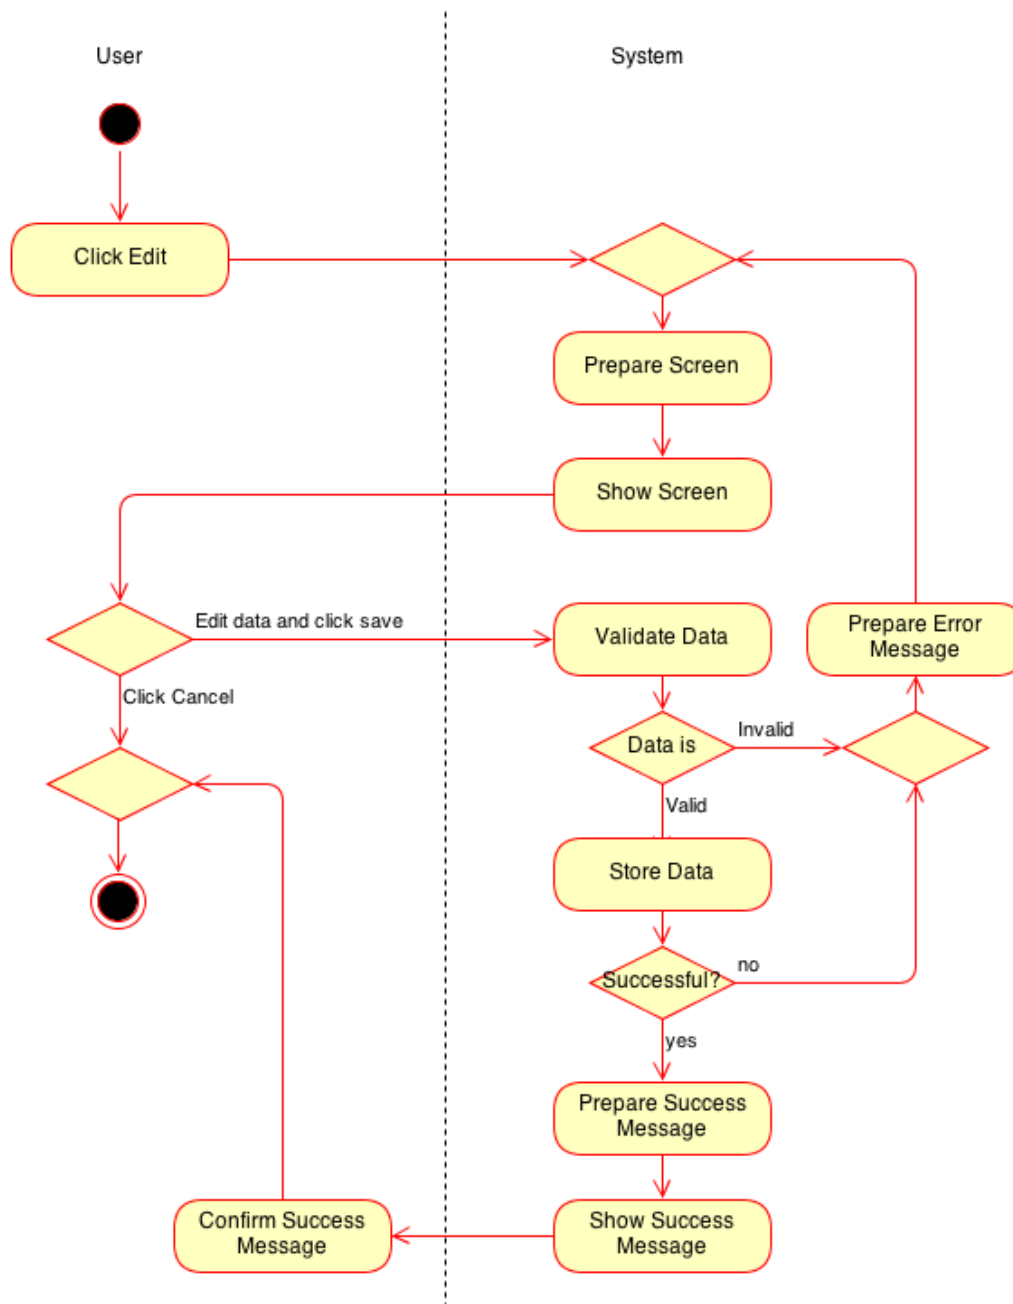 User
System
Click Edit
Prepare Screen
Show Screen
Edit data and click save
Validate Data
Prepare Error
Message
Click Cancel
Data is
Invalid
Valid
Store Data
Successful?
no
yes
Prepare Success
Message
Confirm Success
Message
Show Success
Message